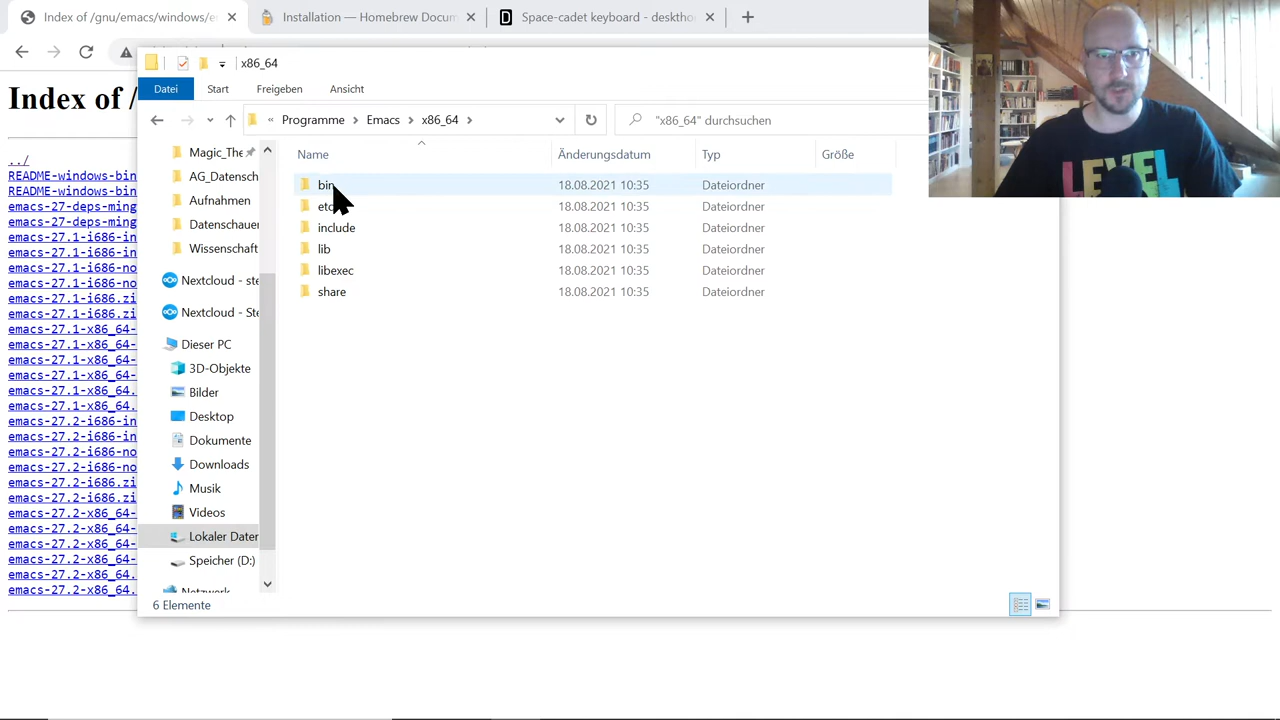 Index of /gnu/emacs/windows/e
Installation — Homebrew Docum
Space-cadet keyboard - deskthο
x86_64
Datei
Start
Freigeben
Ansicht
« Programme > Emacs > x86_64 >
"x86_64" durchsuchen
Index of /
../
README-windows-bin
README-windows-bin
emacs-27-deps-ming
emacs-27-deps-ming
emacs-27.1-i686-in
emacs-27.1-i686-in
emacs-27.1-i686-no
emacs-27.1-i686-no
emacs-27.1-i686.zi
emacs-27.1-i686.zi
emacs-27.1-x86_64-
emacs-27.1-x86_64-
emacs-27.1-x86_64-
emacs-27.1-x86_64-
emacs-27.1-x86_64.
emacs-27.1-x86_64.
emacs-27.2-i686-in
emacs-27.2-i686-in
emacs-27.2-i686-no
emacs-27.2-i686-no
emacs-27.2-i686.zi
emacs-27.2-i686.zi
emacs-27.2-x86_64-
emacs-27.2-x86_64-
emacs-27.2-x86_64-
emacs-27.2-x86_64-
emacs-27.2-x86_64.
emacs-27.2-x86_64.
Magic_The
AG_Datensch
Aufnahmen
Datenschauer
Wissenschaft
Nextcloud - ste
Nextcloud - Ste
Dieser PC
3D-Objekte
Bilder
Desktop
Dokumente
Downloads
Musik
Videos
Lokaler Daten
Speicher (D:)
Netzwerk
Name Änderungsdatum Typ Größe
bin 18.08.2021 10:35 Dateiordner
etc 18.08.2021 10:35 Dateiordner
include 18.08.2021 10:35 Dateiordner
lib 18.08.2021 10:35 Dateiordner
libexec 18.08.2021 10:35 Dateiordner
share 18.08.2021 10:35 Dateiordner
6 Elemente
LEVEL